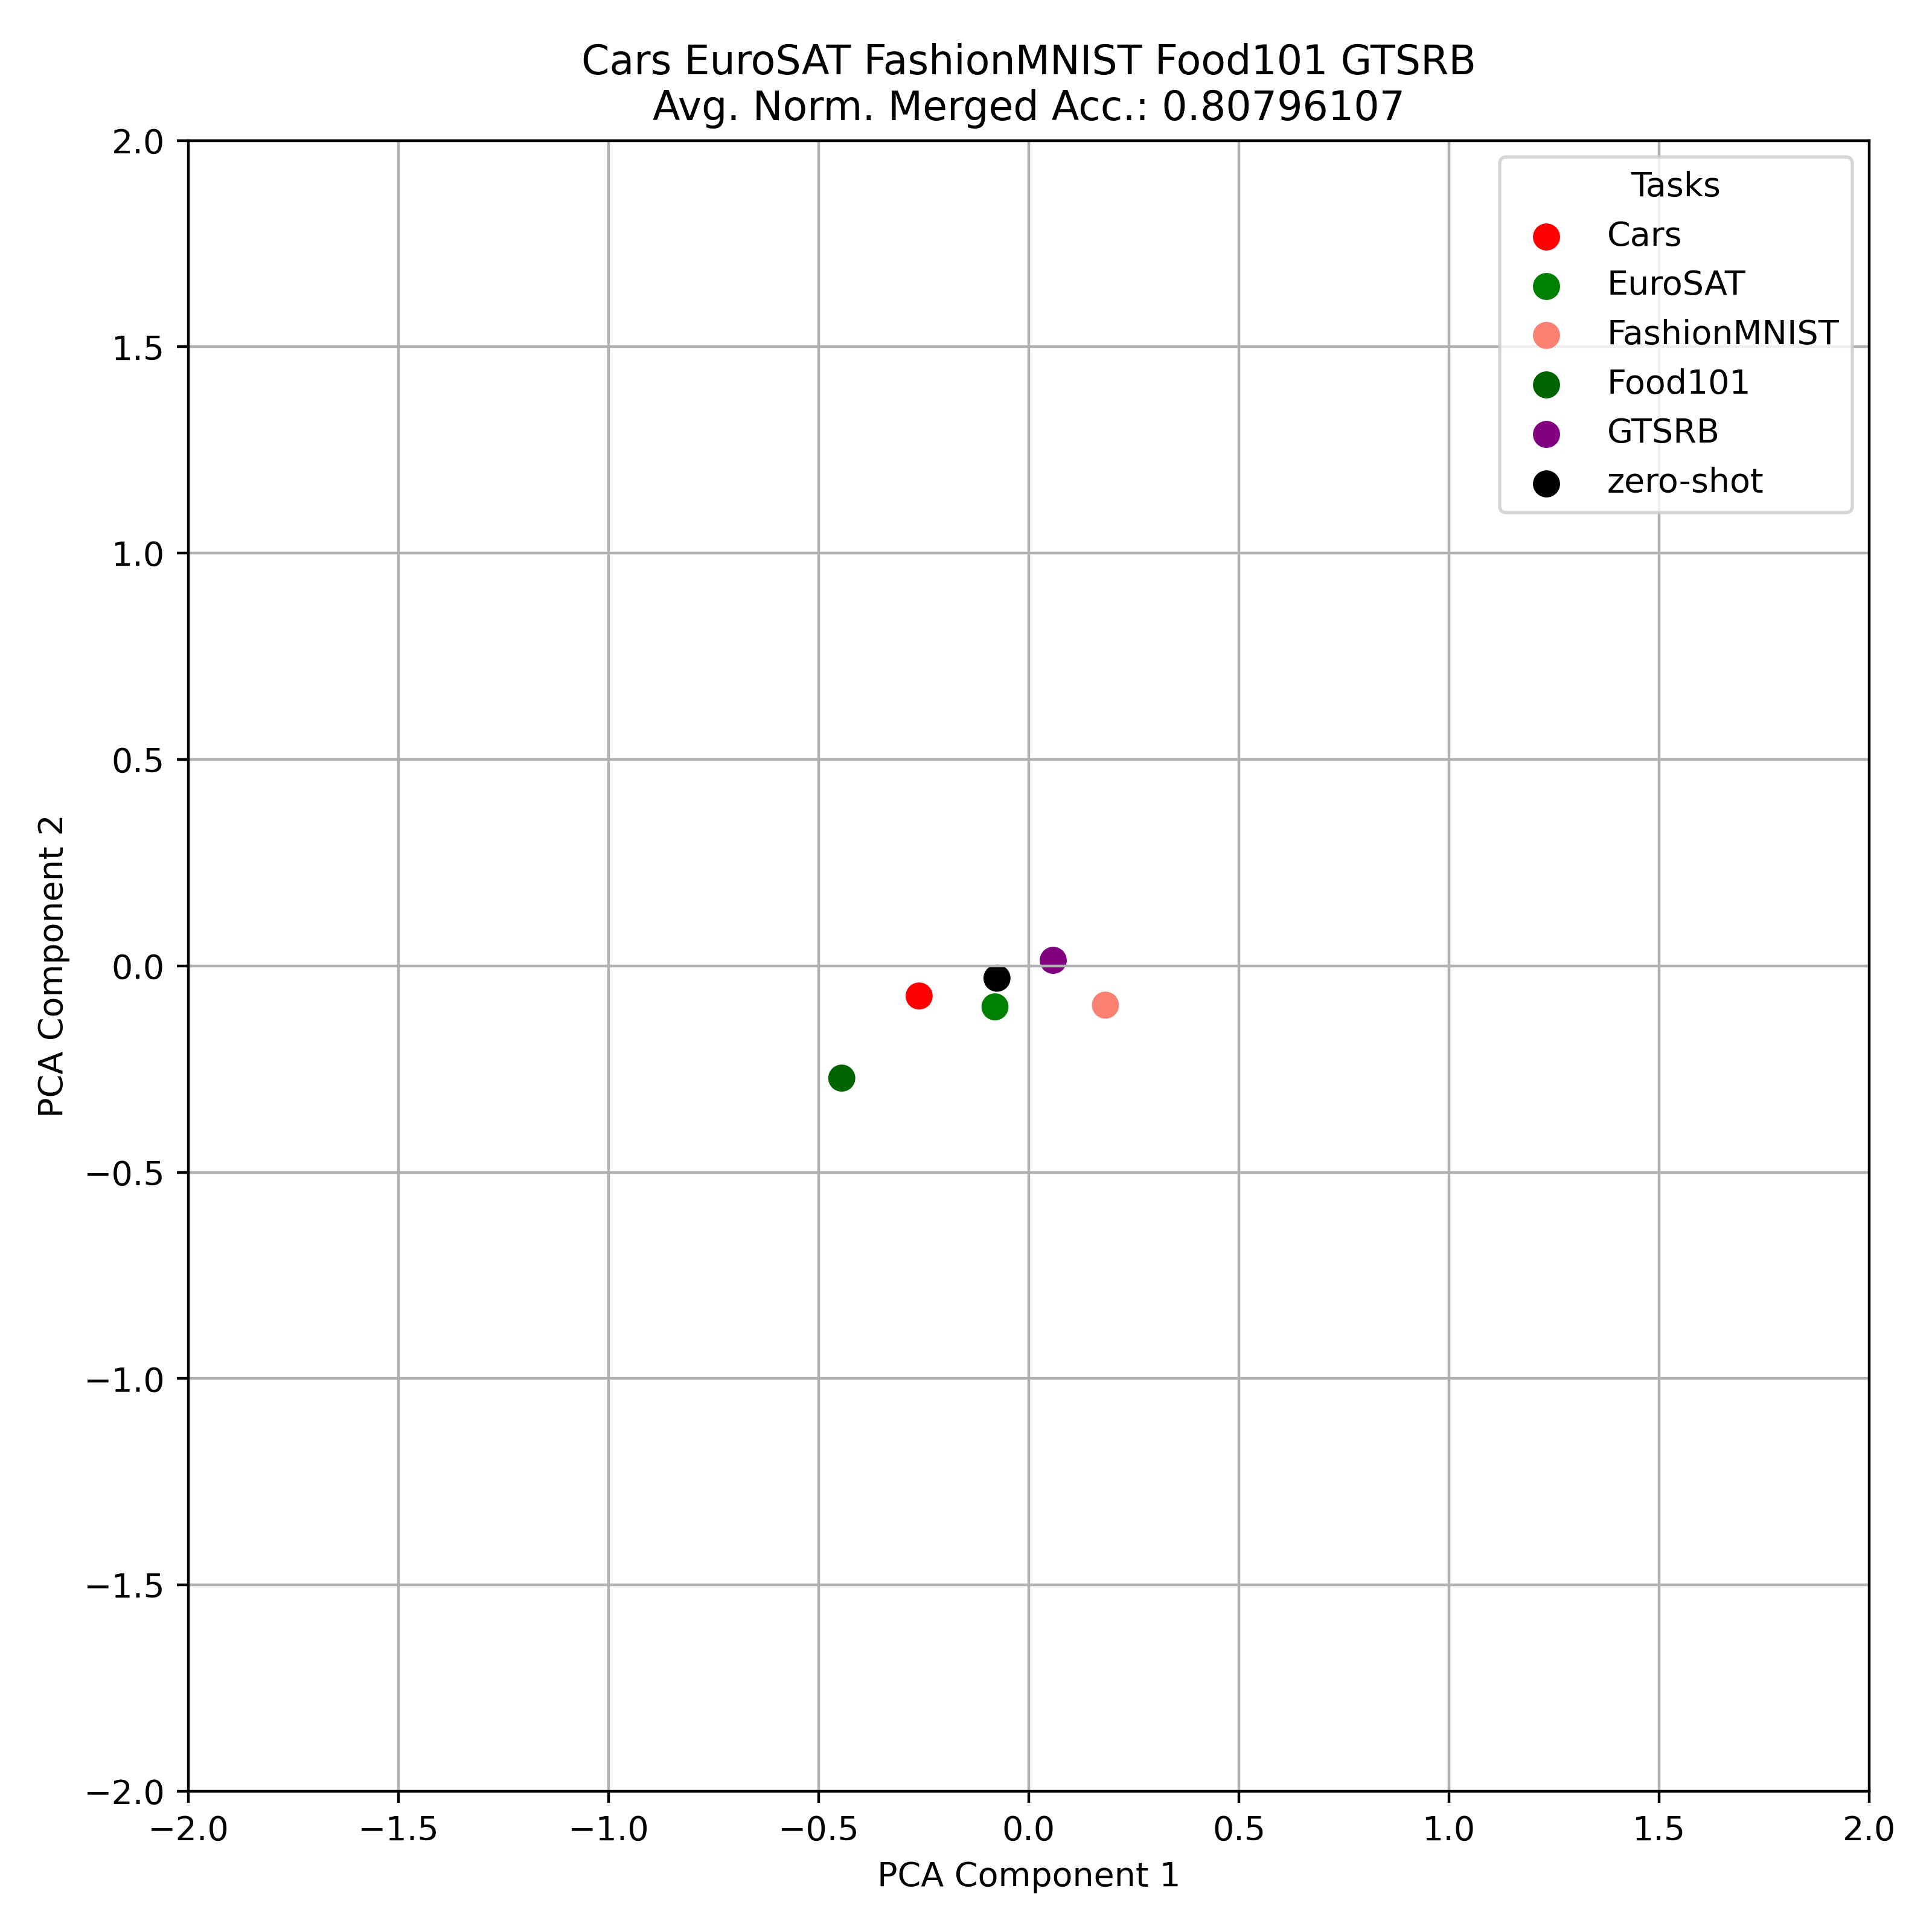 Cars EuroSAT FashionMNIST Food101 GTSRB
Avg. Norm. Merged Acc.: 0.80796107
Tasks
Cars
EuroSAT
FashionMNIST
Food101
GTSRB
zero-shot
PCA Component 2
2.0
1.5
1.0
0.5
0.0
−0.5
−1.0
−1.5
−2.0
−2.0 −1.5 −1.0 −0.5 0.0 0.5 1.0 1.5 2.0
PCA Component 1